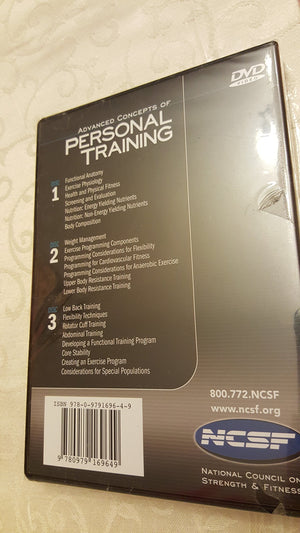 DVD
VIDEO
ADVANCED CONCEPTS OF
PERSONAL
TRAINING
DISC
1
Functional Anatomy
Exercise Physiology
Health and Physical Fitness
Screening and Evaluation
Nutrition: Energy Yielding Nutrients
Nutrition: Non-Energy Yielding Nutrients
Body Composition
DISC
2
Weight Management
Exercise Programming Components
Programming Considerations for Flexibility
Programming for Cardiovascular Fitness
Programming Considerations for Anaerobic Exercise
Upper Body Resistance Training
Lower Body Resistance Training
DISC
3
Low Back Training
Flexibility Techniques
Rotator Cuff Training
Abdominal Training
Developing a Functional Training Program
Core Stability
Creating an Exercise Program
Considerations for Special Populations
ISBN 978-0-9791696-4-9
9 780979 169649
800.772.NCSF
www.ncsf.org
NCSF
NATIONAL COUNCIL ON
STRENGTH & FITNESS